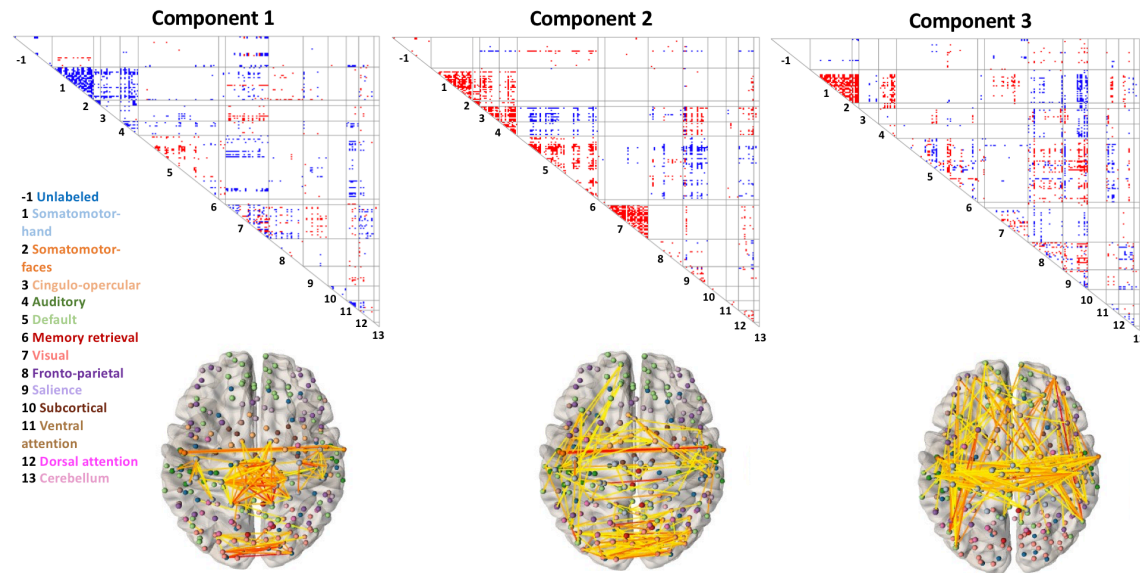 Component 1
Component 2
Component 3
-1
1
2
3
4
5
6
7
8
9
10
11
12
13
-1
1
2
3
4
5
6
7
8
9
10
11
12
13
-1
1
2
3
4
5
6
7
8
9
10
11
12
1
-1 Unlabeled
1 Somatomotor-
hand
2 Somatomotor-
faces
3 Cingulo-opercular
4 Auditory
5 Default
6 Memory retrieval
7 Visual
8 Fronto-parietal
9 Salience
10 Subcortical
11 Ventral
attention
12 Dorsal attention
13 Cerebellum